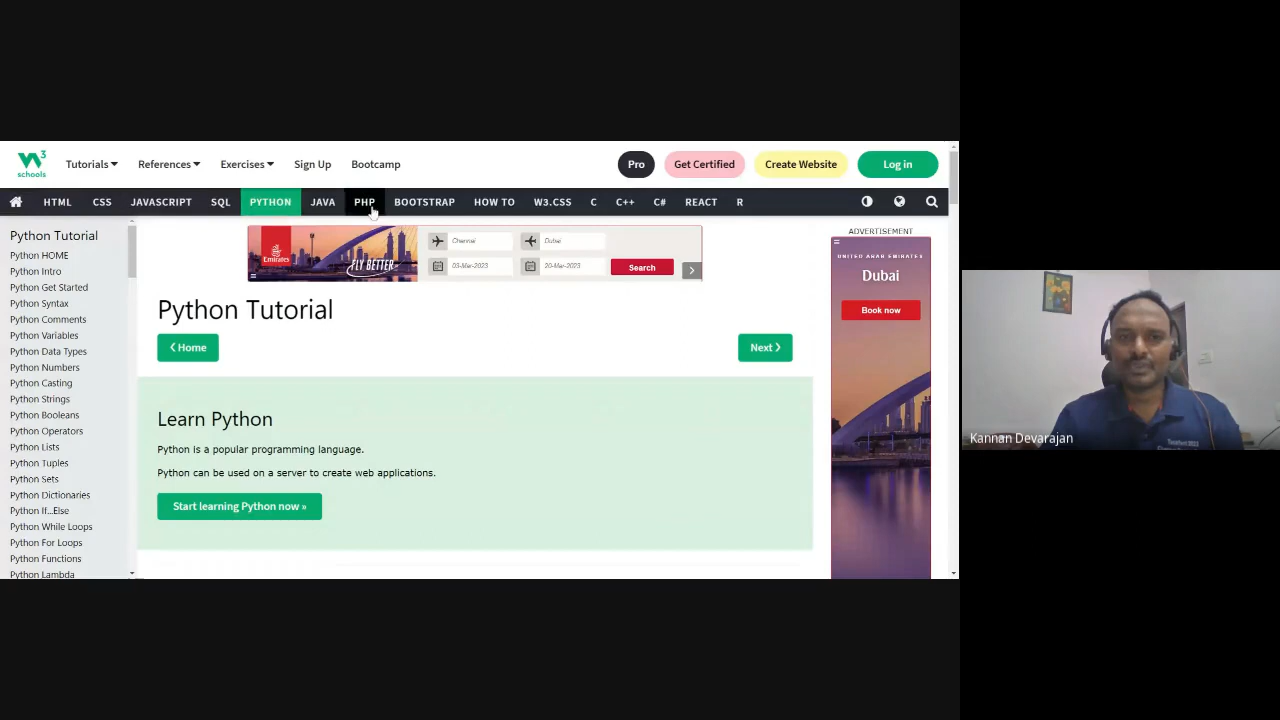 W3 schools
Tutorials References Exercises Sign Up Bootcamp Pro Get Certified Create Website Log in
HTML CSS JAVASCRIPT SQL PYTHON JAVA PHP BOOTSTRAP HOW TO W3.CSS C C++ C# REACT R
Python Tutorial
Python HOME
Python Intro
Python Get Started
Python Syntax
Python Comments
Python Variables
Python Data Types
Python Numbers
Python Casting
Python Strings
Python Booleans
Python Operators
Python Lists
Python Tuples
Python Sets
Python Dictionaries
Python If...Else
Python While Loops
Python For Loops
Python Functions
Python Lambda
Emirates
FLY BETTER
Chennai Dubai
03-Mar-2023 20-Mar-2023 Search
Python Tutorial
❮ Home Next ❯
Learn Python
Python is a popular programming language.
Python can be used on a server to create web applications.
Start learning Python now »
ADVERTISEMENT
UNITED ARAB EMIRATES
Dubai
Book now
Kannan Devarajan